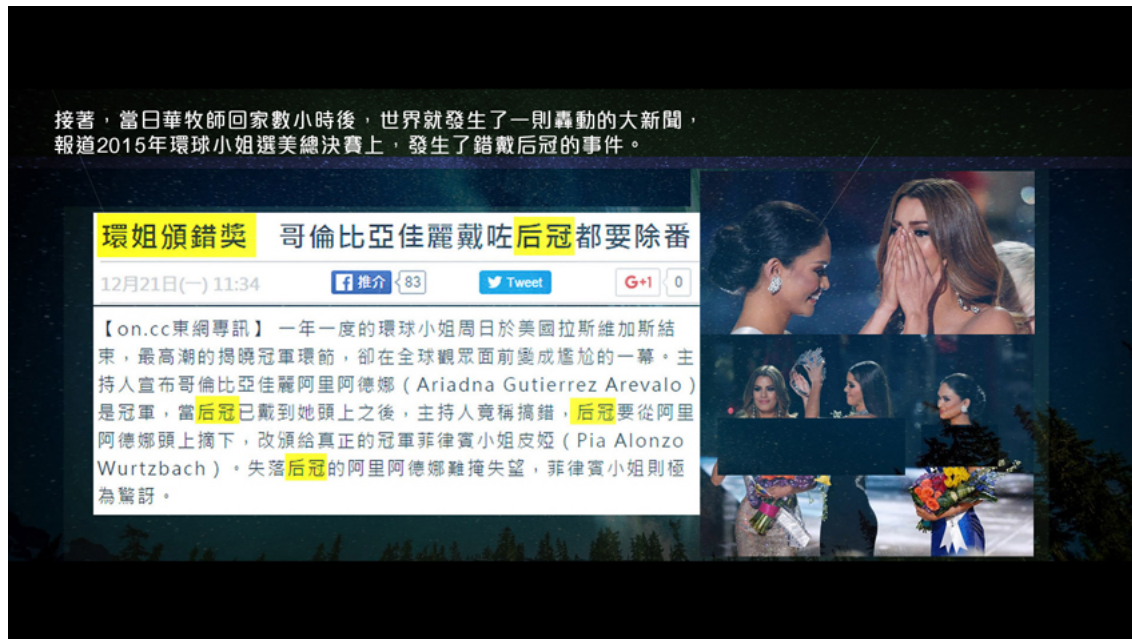 接著，當日華牧師回家數小時後，世界就發生了一則轟動的大新聞，
報道2015年環球小姐選美總決賽上，發生了錯戴后冠的事件。
環姐頒錯獎　哥倫比亞佳麗戴咗后冠都要除番
12月21日(一) 11:34 推介 83 Tweet G+1 0
【on.cc東網專訊】 一年一度的環球小姐周日於美國拉斯維加斯結
束，最高潮的揭曉冠軍環節，卻在全球觀眾面前變成尷尬的一幕。主
持人宣布哥倫比亞佳麗阿里阿德娜（Ariadna Gutierrez Arevalo）
是冠軍，當后冠已戴到她頭上之後，主持人竟稱搞錯，后冠要從阿里
阿德娜頭上摘下，改頒給真正的冠軍菲律賓小姐皮婭（Pia Alonzo
Wurtzbach）。失落后冠的阿里阿德娜難掩失望，菲律賓小姐則極
為驚訝。